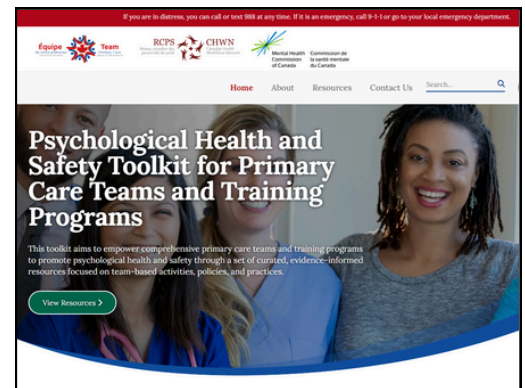 If you are in distress, you can call or text 988 at any time. If it is an emergency, call 9-1-1 or go to your local emergency department.
Équipe
Team
Primary Care
RCPS
CHWN
Mental Health
Commission
of Canada
Commission de
la santé mentale
du Canada
Home
About
Resources
Contact Us
Search...
Psychological Health and
Safety Toolkit for Primary
Care Teams and Training
Programs
This toolkit aims to empower comprehensive primary care teams and training programs
to promote psychological health and safety through a set of curated, evidence-informed
resources focused on team-based activities, policies, and practices.
View Resources >